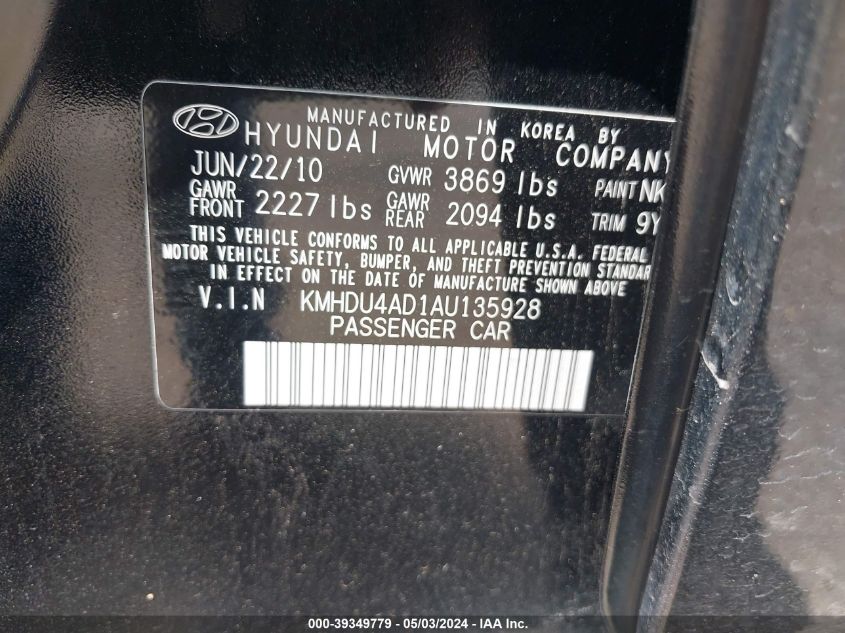 MANUFACTURED IN KOREA BY
HYUNDAI MOTOR COMPANY
JUN/22/10 GVWR 3869 lbs PAINT NK
GAWR FRONT 2227 lbs GAWR REAR 2094 lbs TRIM 9Y
THIS VEHICLE CONFORMS TO ALL APPLICABLE U.S.A. FEDERAL
MOTOR VEHICLE SAFETY, BUMPER, AND THEFT PREVENTION STANDAR
IN EFFECT ON THE DATE OF MANUFACTURE SHOWN ABOVE.
V.I.N KMHDU4AD1AU135928
PASSENGER CAR
000-39349779 - 05/03/2024 - IAA Inc.